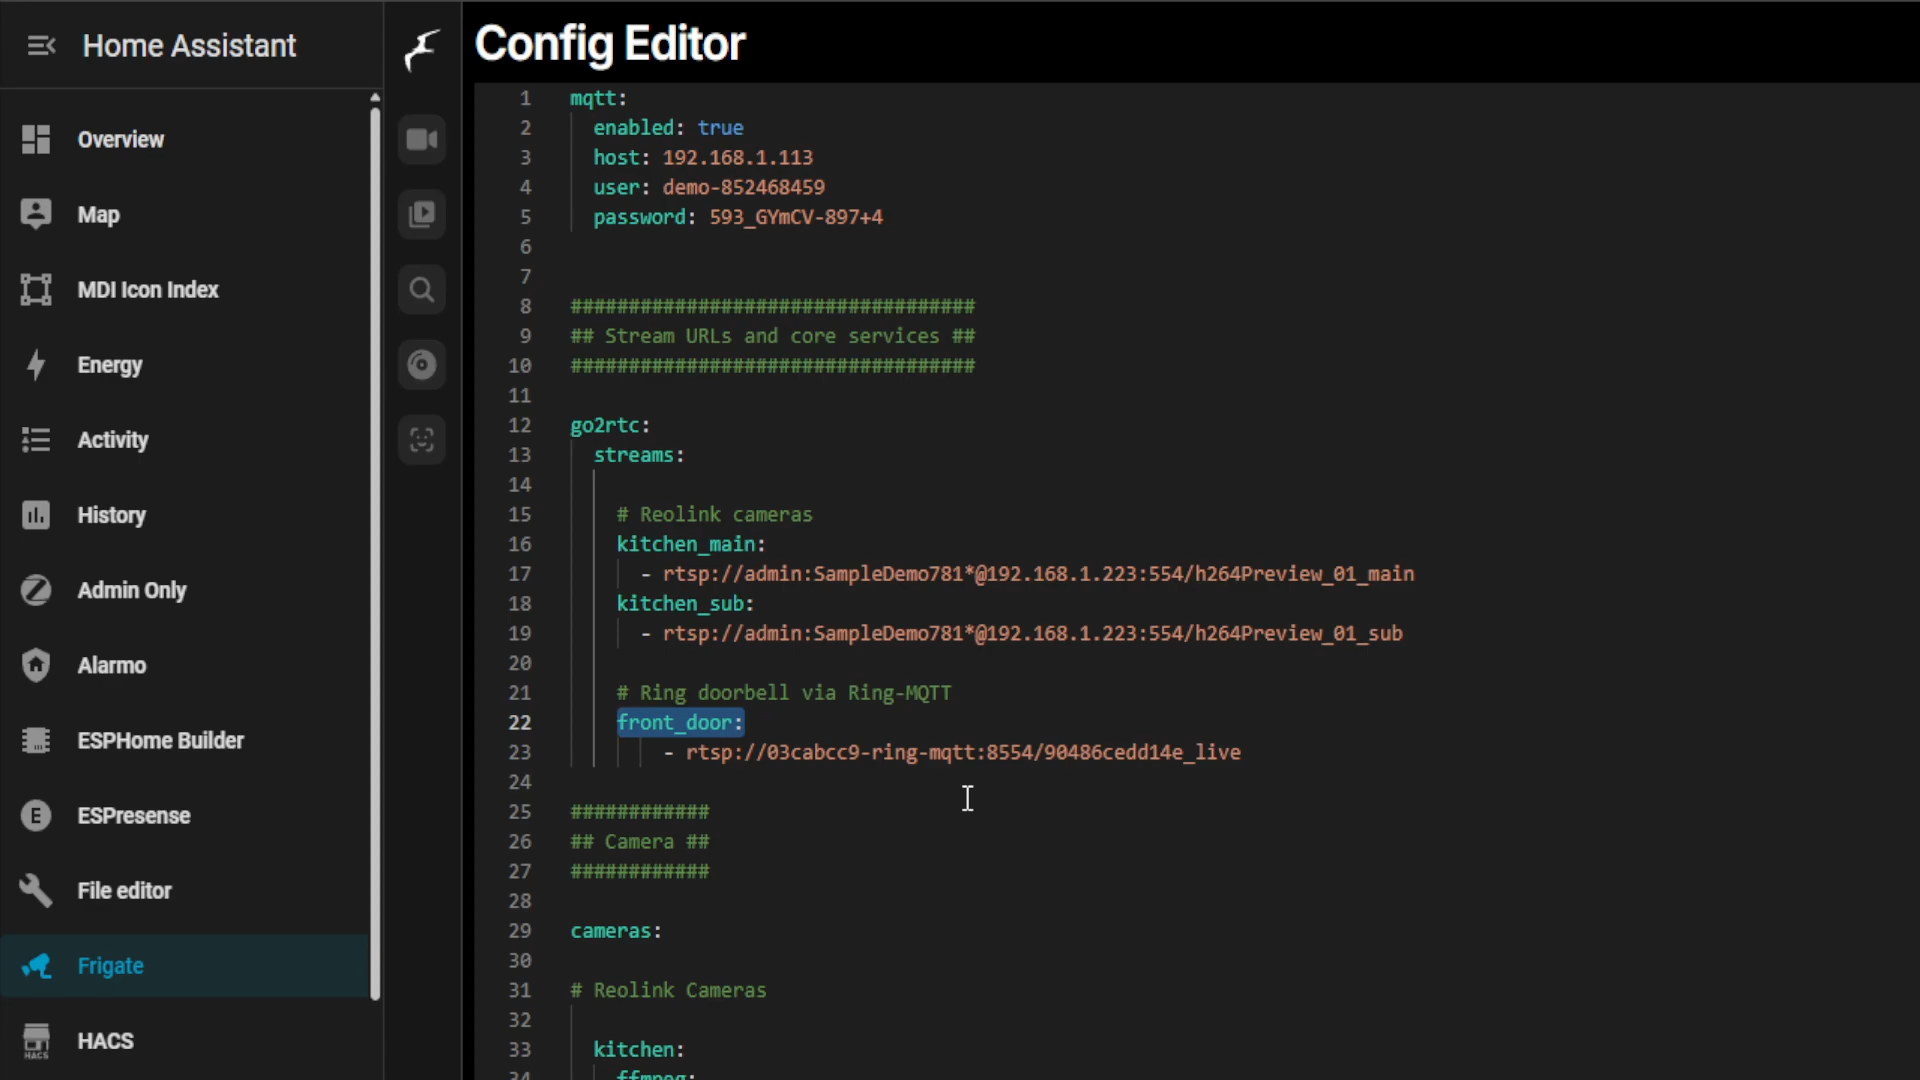 Home Assistant
Overview
Map
MDI Icon Index
Energy
Activity
History
Admin Only
Alarmo
ESPHome Builder
E
ESPresense
File editor
Frigate
HACS
HACS
Config Editor
1 mqtt:
2 enabled: true
3 host: 192.168.1.113
4 user: demo-852468459
5 password: 593_GYmCV-897+4
6
7
8 ###################################
9 ## Stream URLs and core services ##
10 ###################################
11
12 go2rtc:
13 streams:
14
15 # Reolink cameras
16 kitchen_main:
17 - rtsp://admin:SampleDemo781*@192.168.1.223:554/h264Preview_01_main
18 kitchen_sub:
19 - rtsp://admin:SampleDemo781*@192.168.1.223:554/h264Preview_01_sub
20
21 # Ring doorbell via Ring-MQTT
22 front_door:
23 - rtsp://03cabcc9-ring-mqtt:8554/90486cedd14e_live
24
25 ############
26 ## Camera ##
27 ############
28
29 cameras:
30
31 # Reolink Cameras
32
33 kitchen:
34 ffmpeg: